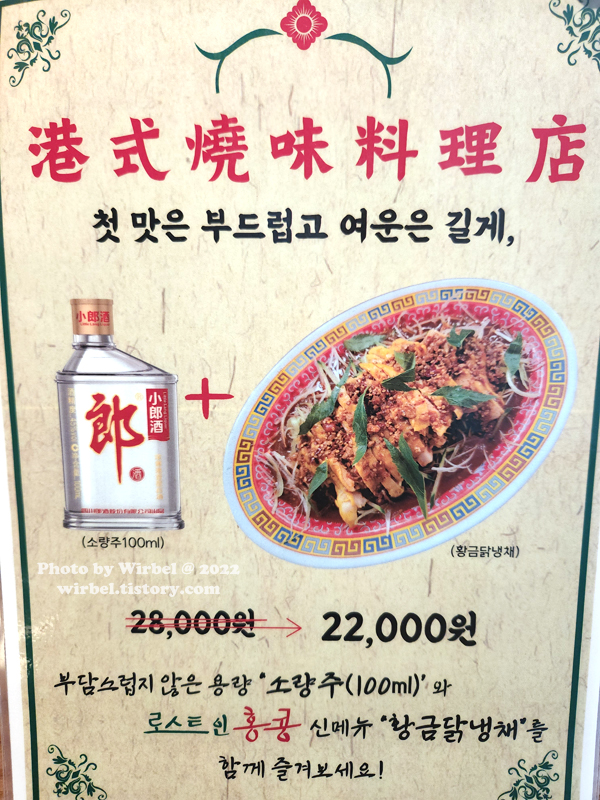 港式燒味料理店
첫 맛은 부드럽고 여운은 길게,
小郎酒
小郎酒
郎
酒
+
(소량주100ml)
(황금닭냉채)
Photo by Wirbel @ 2022
wirbel.tistory.com
28,000원 → 22,000원
부담스럽지 않은 용량 "소량주(100ml)"와
로스트인 홍콩 신메뉴 "황금닭냉채"를
함께 즐겨보세요!